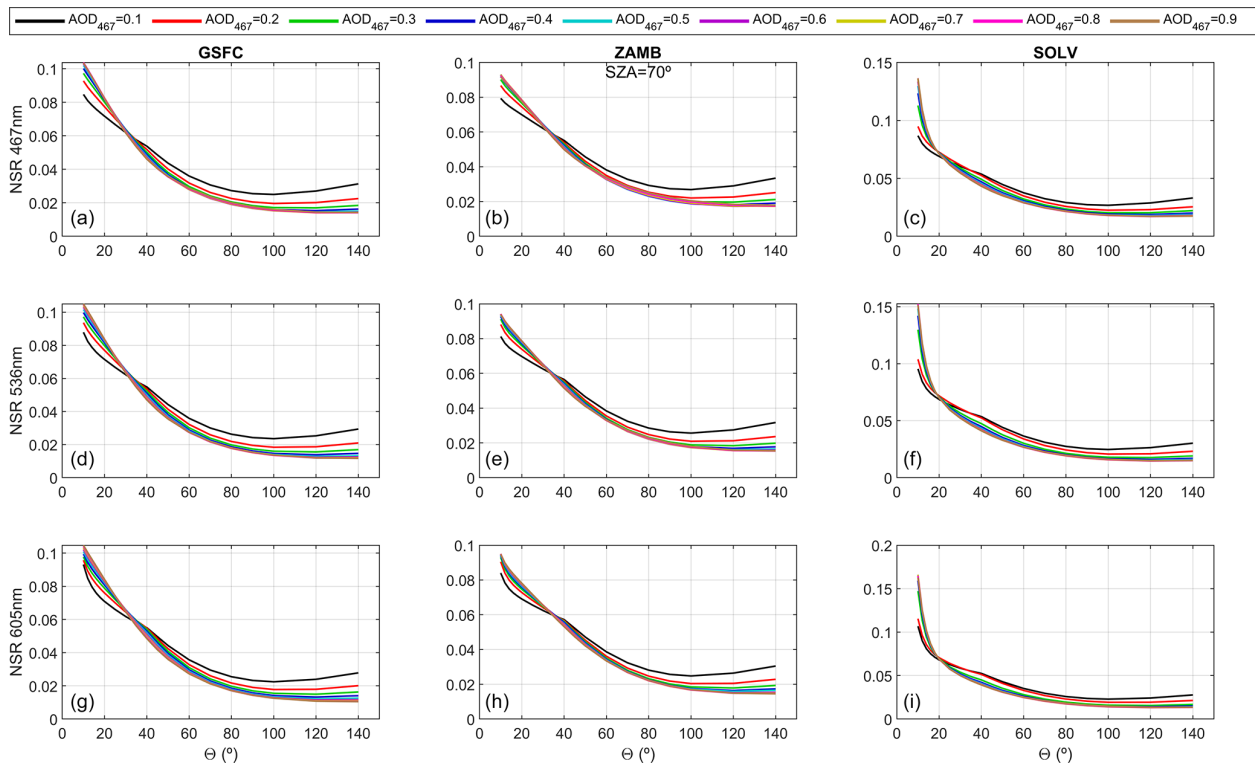 AOD467=0.1 AOD467=0.2 AOD467=0.3 AOD467=0.4 AOD467=0.5 AOD467=0.6 AOD467=0.7 AOD467=0.8 AOD467=0.9
GSFC ZAMB SOLV
SZA=70º
NSR 467nm
0.1
0.08
0.06
0.04
0.02
0
(a)
0 20 40 60 80 100 120 140
0.1
0.08
0.06
0.04
0.02
0
(b)
0 20 40 60 80 100 120 140
0.15
0.1
0.05
0
(c)
0 20 40 60 80 100 120 140
NSR 536nm
0.1
0.08
0.06
0.04
0.02
0
(d)
0 20 40 60 80 100 120 140
0.1
0.08
0.06
0.04
0.02
0
(e)
0 20 40 60 80 100 120 140
0.15
0.1
0.05
0
(f)
0 20 40 60 80 100 120 140
NSR 605nm
0.1
0.08
0.06
0.04
0.02
0
(g)
0 20 40 60 80 100 120 140
Θ (º)
0.1
0.08
0.06
0.04
0.02
0
(h)
0 20 40 60 80 100 120 140
Θ (º)
0.2
0.15
0.1
0.05
0
(i)
0 20 40 60 80 100 120 140
Θ (º)